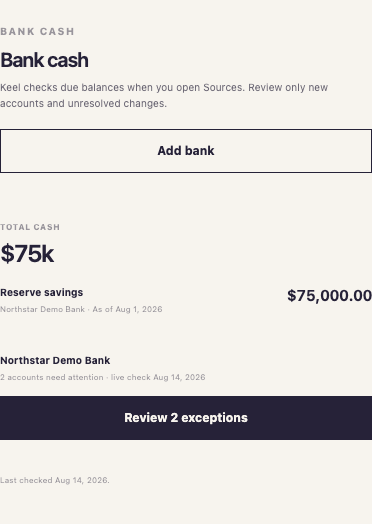 BANK CASH
Bank cash
Keel checks due balances when you open Sources. Review only new
accounts and unresolved changes.
Add bank
TOTAL CASH
$75k
Reserve savings
$75,000.00
Northstar Demo Bank · As of Aug 1, 2026
Northstar Demo Bank
2 accounts need attention · live check Aug 14, 2026
Review 2 exceptions
Last checked Aug 14, 2026.